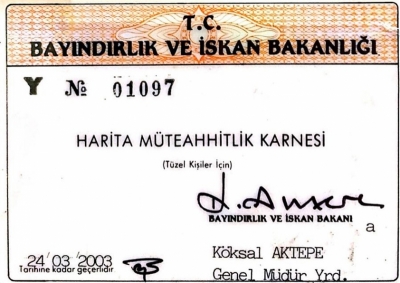 T.C.
BAYINDIRLIK VE İSKAN BAKANLIĞI
Y № 01097
HARİTA MÜTEAHHİTLİK KARNESİ
(Tüzel Kişiler İçin)
BAYINDIRLIK VE İSKAN BAKANI
a
24/03/2003
Tarihine kadar geçerlidir
Köksal AKTEPE
Genel Müdür Yrd.